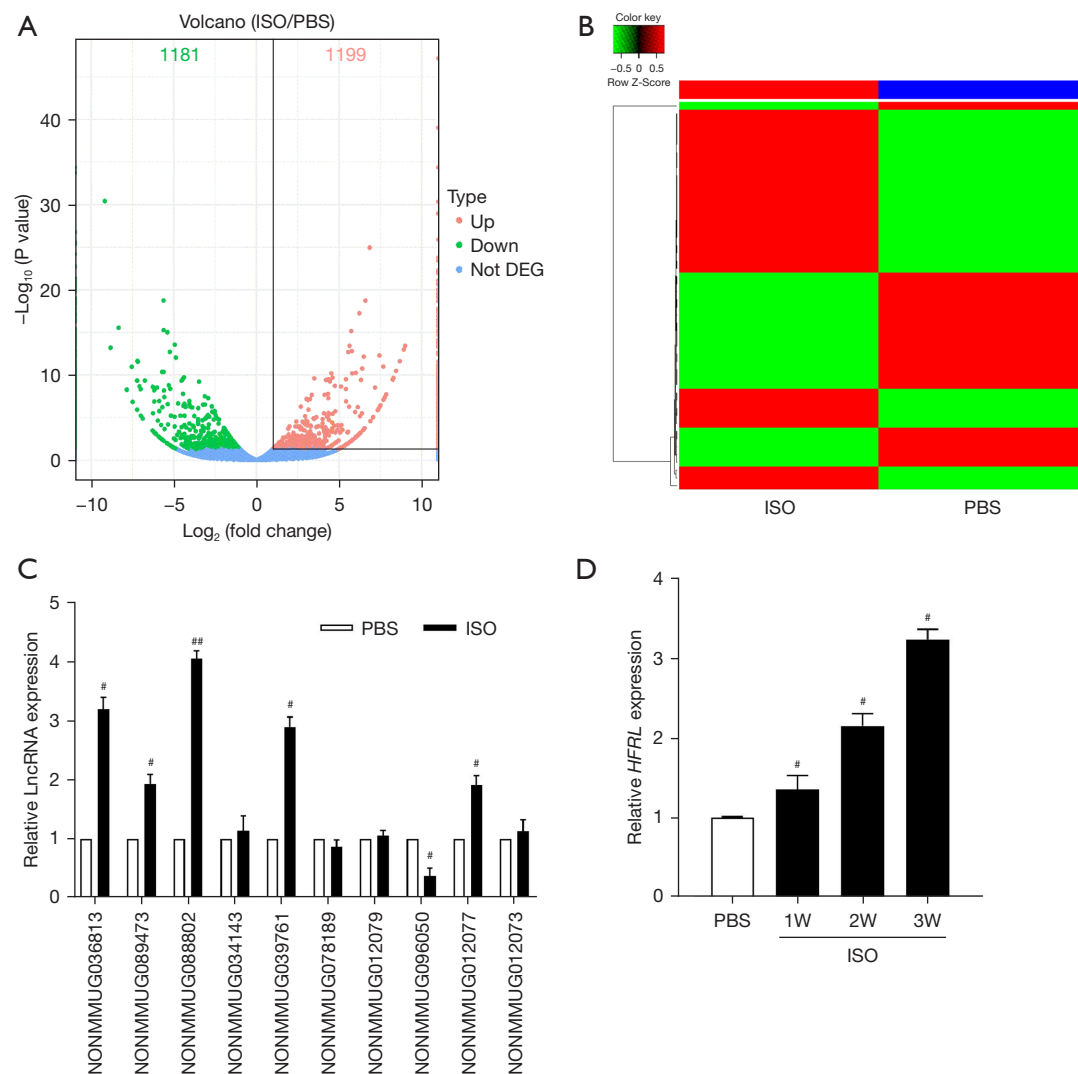 A
Volcano (ISO/PBS)
1181
1199
−Log10 (P value)
40
30
20
10
0
−10
−5
0
5
10
Log2 (fold change)
Type
Up
Down
Not DEG
B
Color key
−0.5 0 0.5
Row Z-Score
ISO
PBS
C
Relative LncRNA expression
5
4
3
2
1
0
PBS
ISO
#
#
##
#
#
#
NONMMUG036813
NONMMUG089473
NONMMUG088802
NONMMUG034143
NONMMUG039761
NONMMUG078189
NONMMUG012079
NONMMUG096050
NONMMUG012077
NONMMUG012073
D
Relative HFRL expression
4
3
2
1
0
#
#
#
PBS
1W
2W
3W
ISO